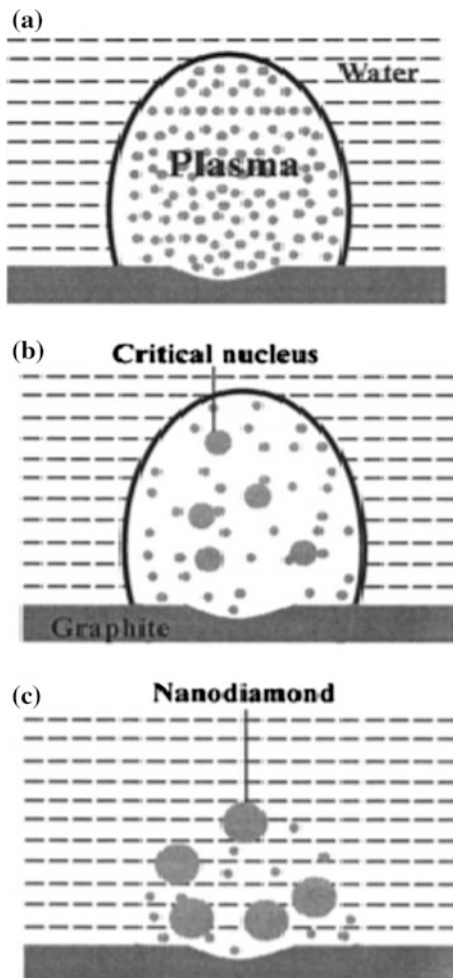 (a)
Water
Plasma
(b)
Critical nucleus
Graphite
(c)
Nanodiamond